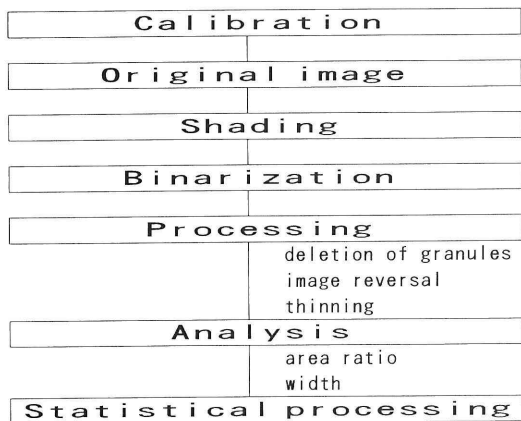 Calibration
Original image
Shading
Binarization
Processing
deletion of granules
image reversal
thinning
Analysis
area ratio
width
Statistical processing